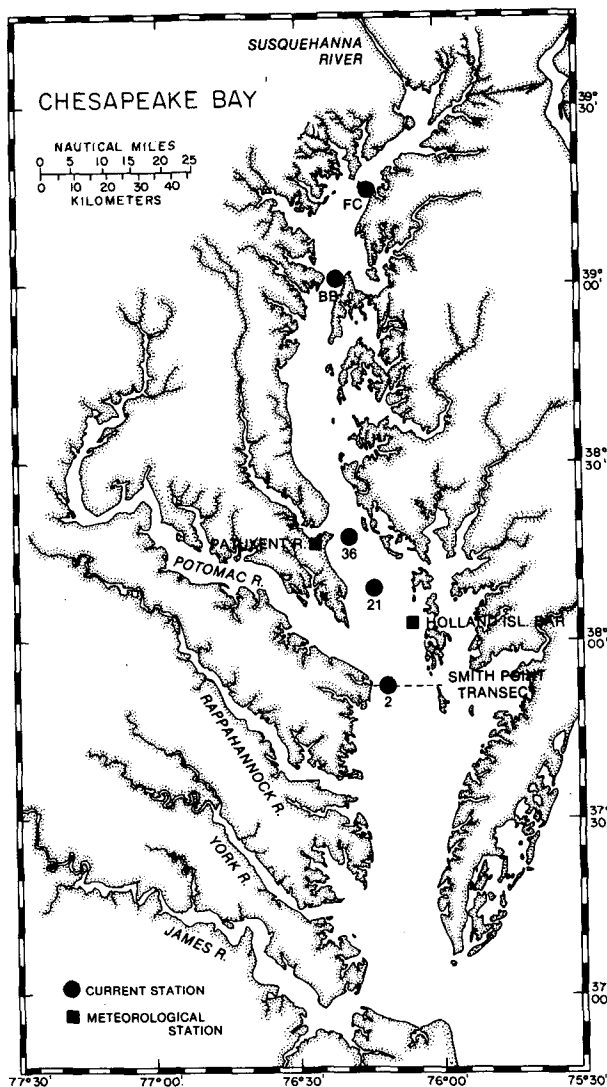 SUSQUEHANNA
RIVER
CHESAPEAKE BAY
NAUTICAL MILES
0 5 10 15 20 25
0 10 20 30 40
KILOMETERS
39°
30'
FC
39°
00'
BB
38°
30'
PATUXENT R.
36
POTOMAC R.
21
HOLLAND ISL. BAR
38°
00'
SMITH POINT
TRANSECT
2
RAPPAHANNOCK R.
37°
30'
YORK R.
JAMES R.
CURRENT STATION
METEOROLOGICAL
STATION
37°
00'
77°30' 77°00' 76°30' 76°00' 75°30'